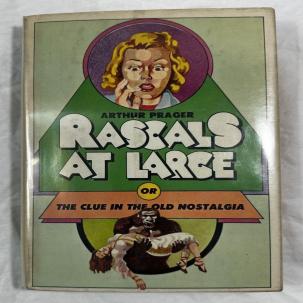 ARTHUR PRAGER
RASCALS
AT LARGE
OR
THE CLUE IN THE OLD NOSTALGIA